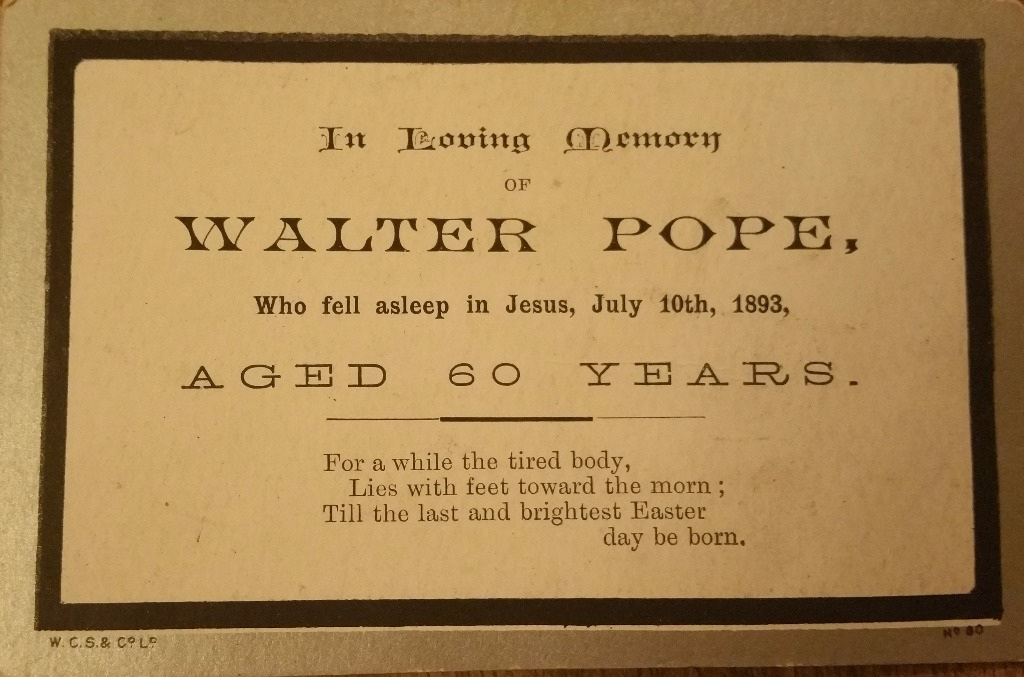 In Loving Memory
OF
WALTER POPE,
Who fell asleep in Jesus, July 10th, 1893,
AGED 60 YEARS.
For a while the tired body,
Lies with feet toward the morn;
Till the last and brightest Easter
day be born.
W. C. S. & Co Ld
No 80